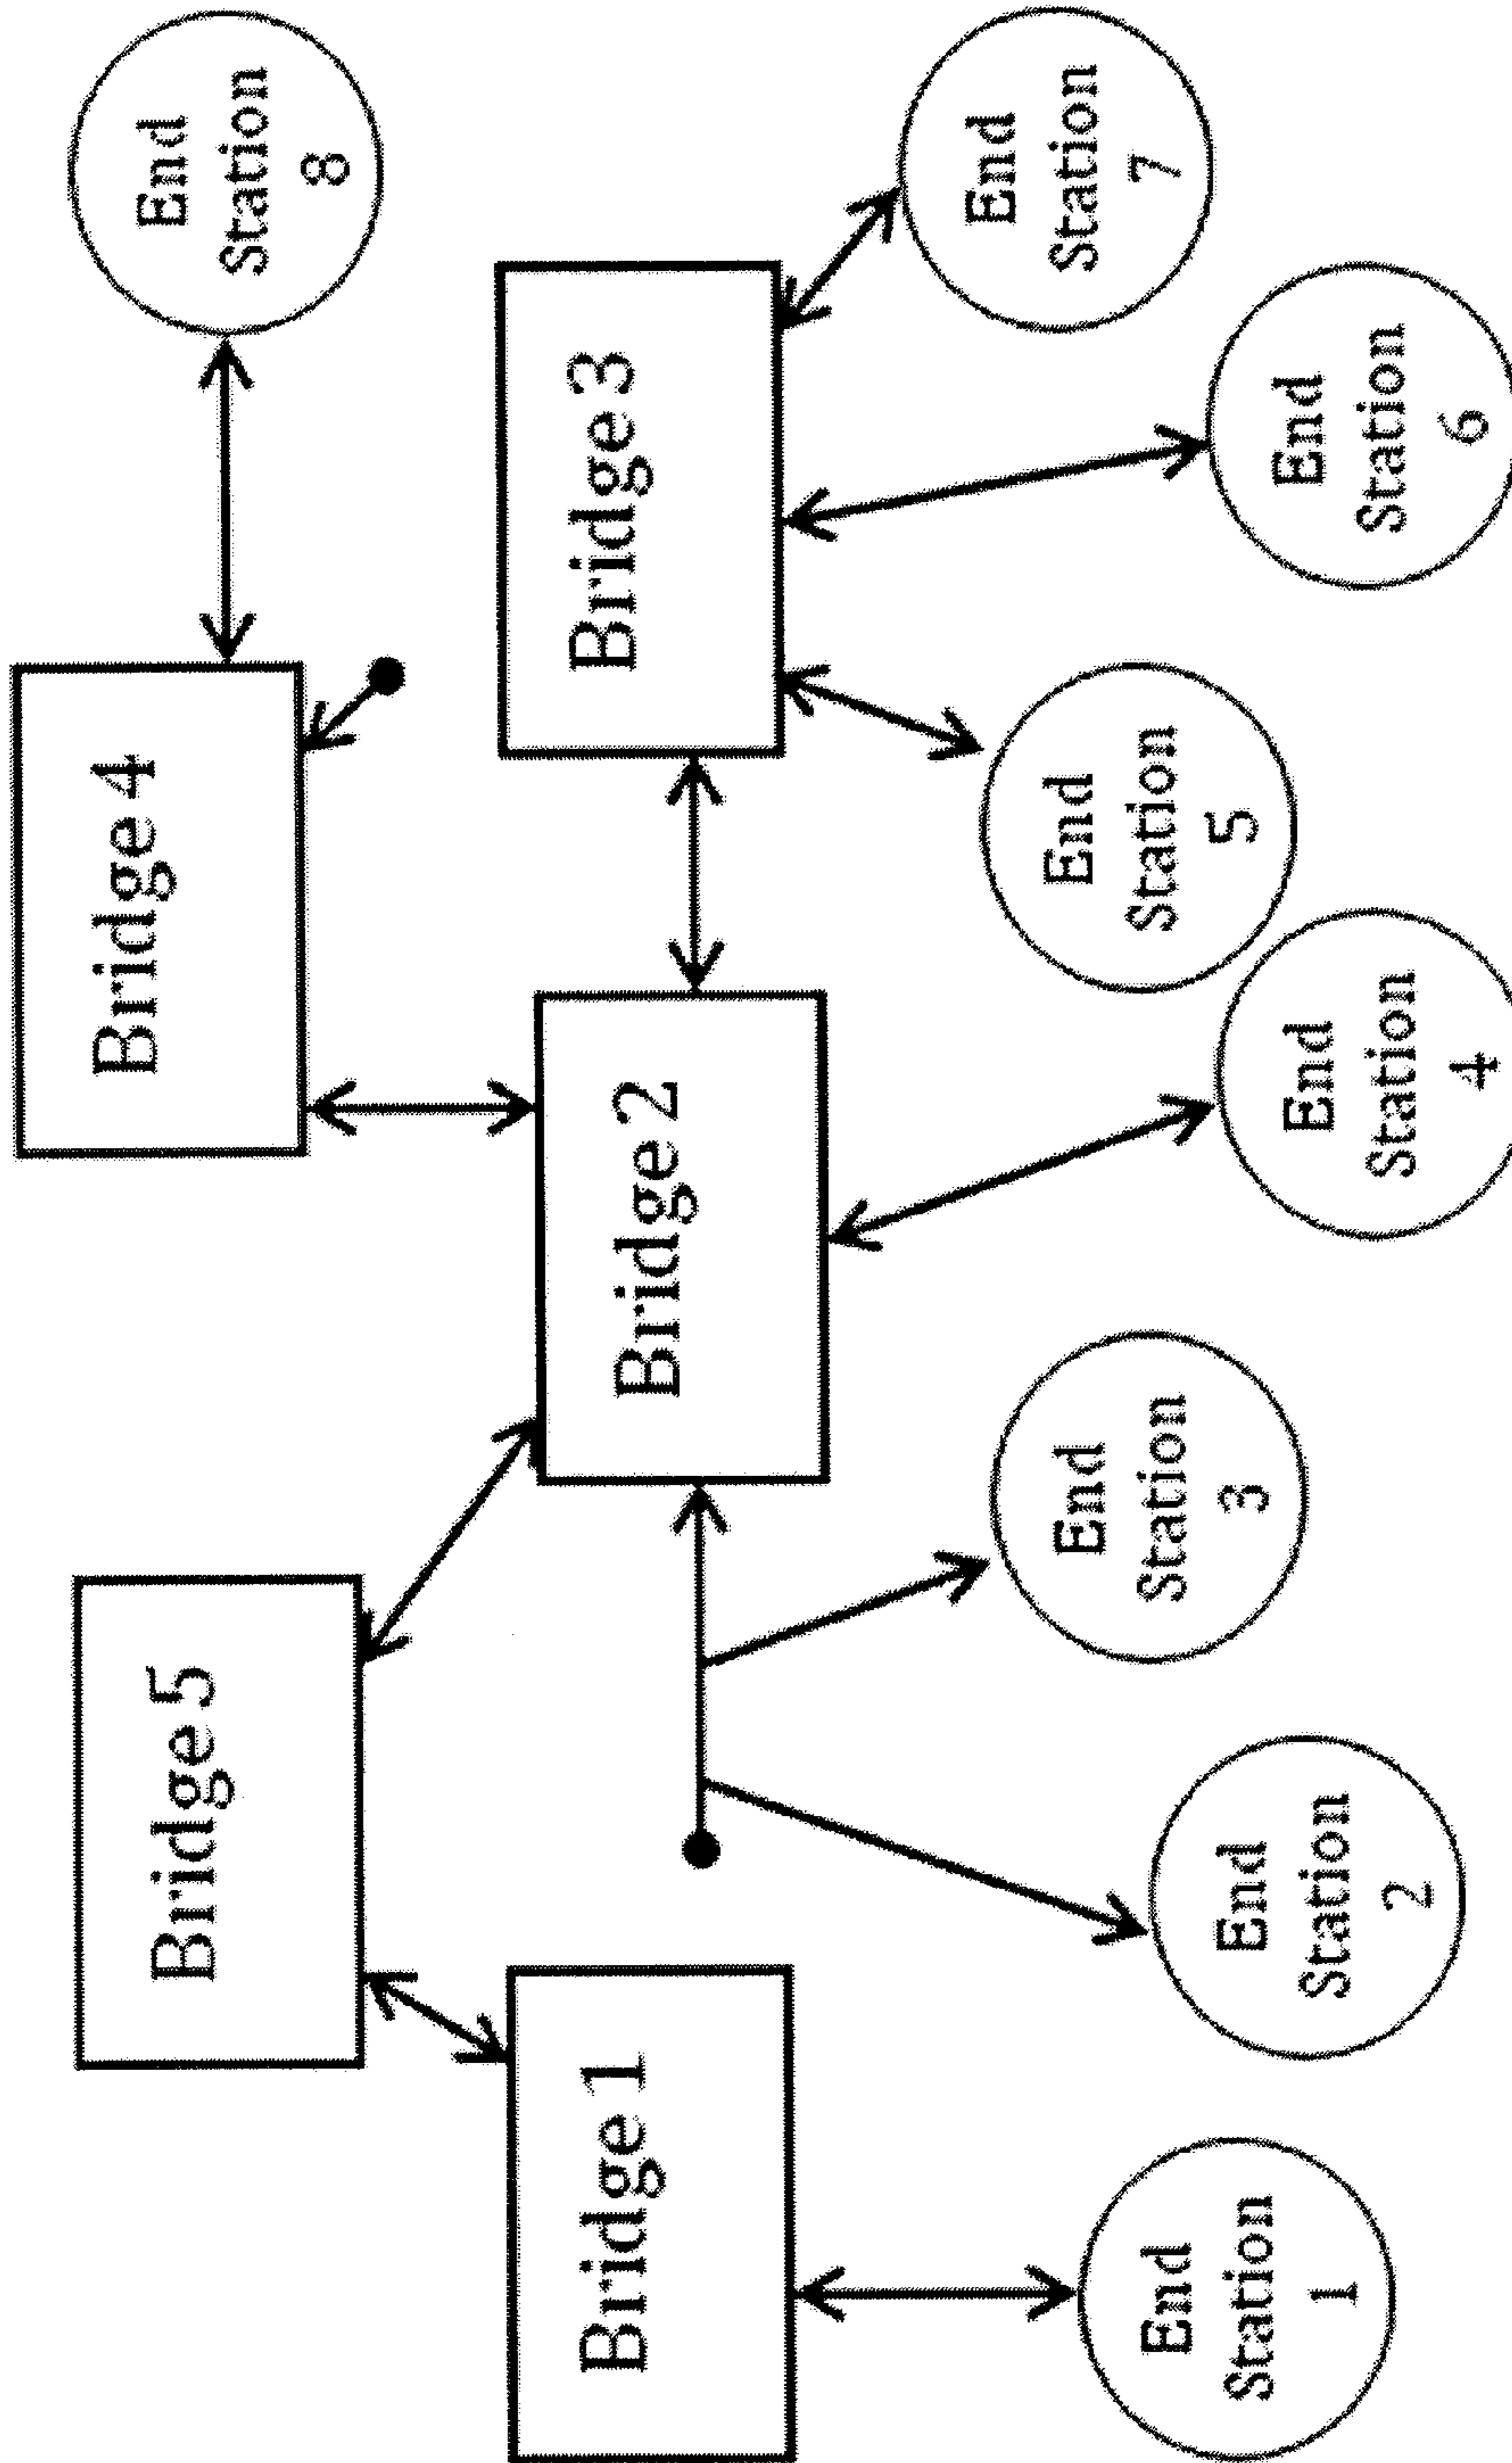 Bridge 4
End
Station
8
Bridge 5
Bridge 1
Bridge 2
Bridge 3
End
Station
1
End
Station
2
End
Station
3
End
Station
4
End
Station
5
End
Station
6
End
Station
7